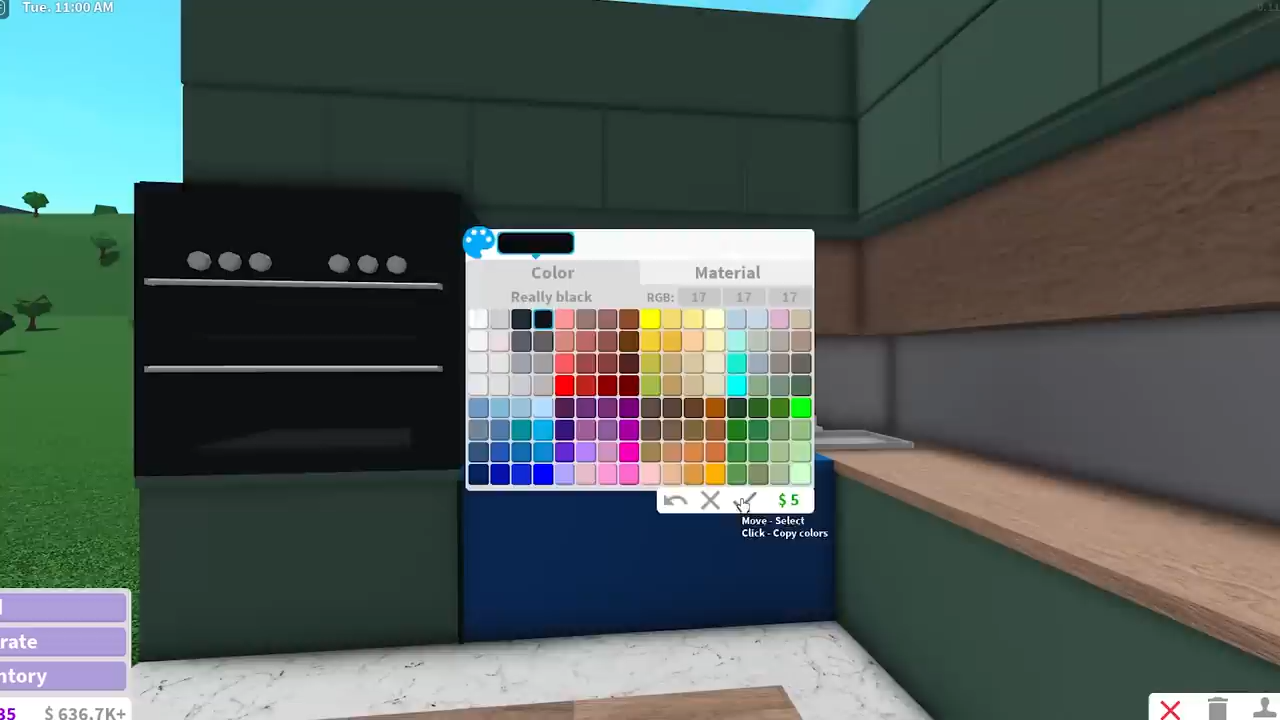 Tue. 11:00 AM
Color
Material
Really black
RGB: 17 17 17
$ 5
Move - Select
Click - Copy colors
rate
ntory
35
$ 636.7K+